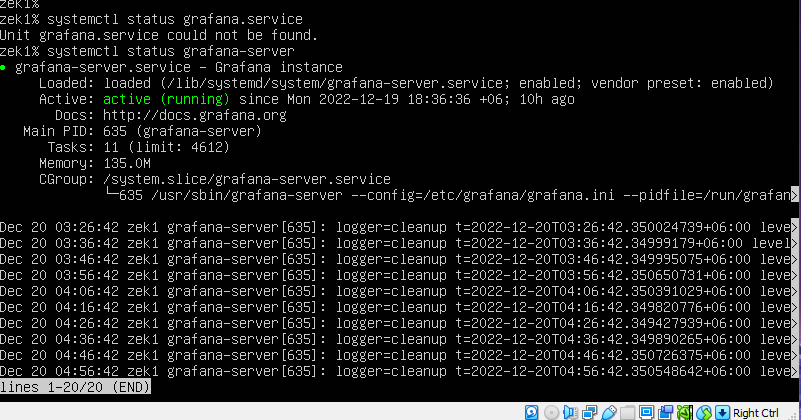 zek1%
zek1% systemctl status grafana.service
Unit grafana.service could not be found.
zek1% systemctl status grafana-server
● grafana-server.service - Grafana instance
Loaded: loaded (/lib/systemd/system/grafana-server.service; enabled; vendor preset: enabled)
Active: active (running) since Mon 2022-12-19 18:36:36 +06; 10h ago
Docs: http://docs.grafana.org
Main PID: 635 (grafana-server)
Tasks: 11 (limit: 4612)
Memory: 135.0M
CGroup: /system.slice/grafana-server.service
└─635 /usr/sbin/grafana-server --config=/etc/grafana/grafana.ini --pidfile=/run/grafan>
Dec 20 03:26:42 zek1 grafana-server[635]: logger=cleanup t=2022-12-20T03:26:42.350024739+06:00 leve>
Dec 20 03:36:42 zek1 grafana-server[635]: logger=cleanup t=2022-12-20T03:36:42.34999179+06:00 level>
Dec 20 03:46:42 zek1 grafana-server[635]: logger=cleanup t=2022-12-20T03:46:42.349995075+06:00 leve>
Dec 20 03:56:42 zek1 grafana-server[635]: logger=cleanup t=2022-12-20T03:56:42.350650731+06:00 leve>
Dec 20 04:06:42 zek1 grafana-server[635]: logger=cleanup t=2022-12-20T04:06:42.350391029+06:00 leve>
Dec 20 04:16:42 zek1 grafana-server[635]: logger=cleanup t=2022-12-20T04:16:42.349820776+06:00 leve>
Dec 20 04:26:42 zek1 grafana-server[635]: logger=cleanup t=2022-12-20T04:26:42.349427939+06:00 leve>
Dec 20 04:36:42 zek1 grafana-server[635]: logger=cleanup t=2022-12-20T04:36:42.349890265+06:00 leve>
Dec 20 04:46:42 zek1 grafana-server[635]: logger=cleanup t=2022-12-20T04:46:42.350726375+06:00 leve>
Dec 20 04:56:42 zek1 grafana-server[635]: logger=cleanup t=2022-12-20T04:56:42.350548642+06:00 leve>
lines 1-20/20 (END)
Right Ctrl